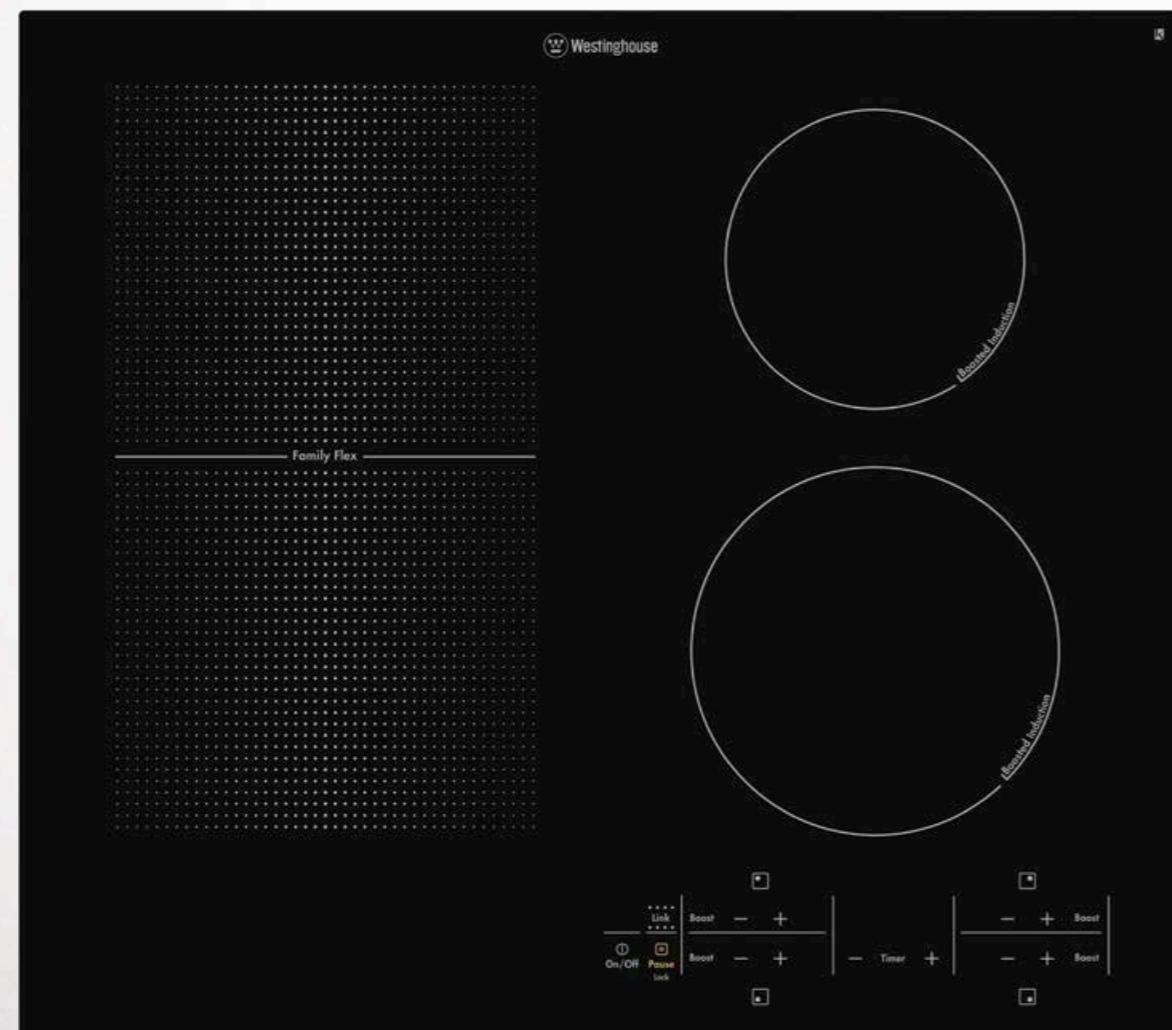 Westinghouse
Boosted Induction
Family Flex
Boosted Induction
Link
Boost − + − + Boost
On/Off Pause Boost − + − Timer + − + Boost
Lock